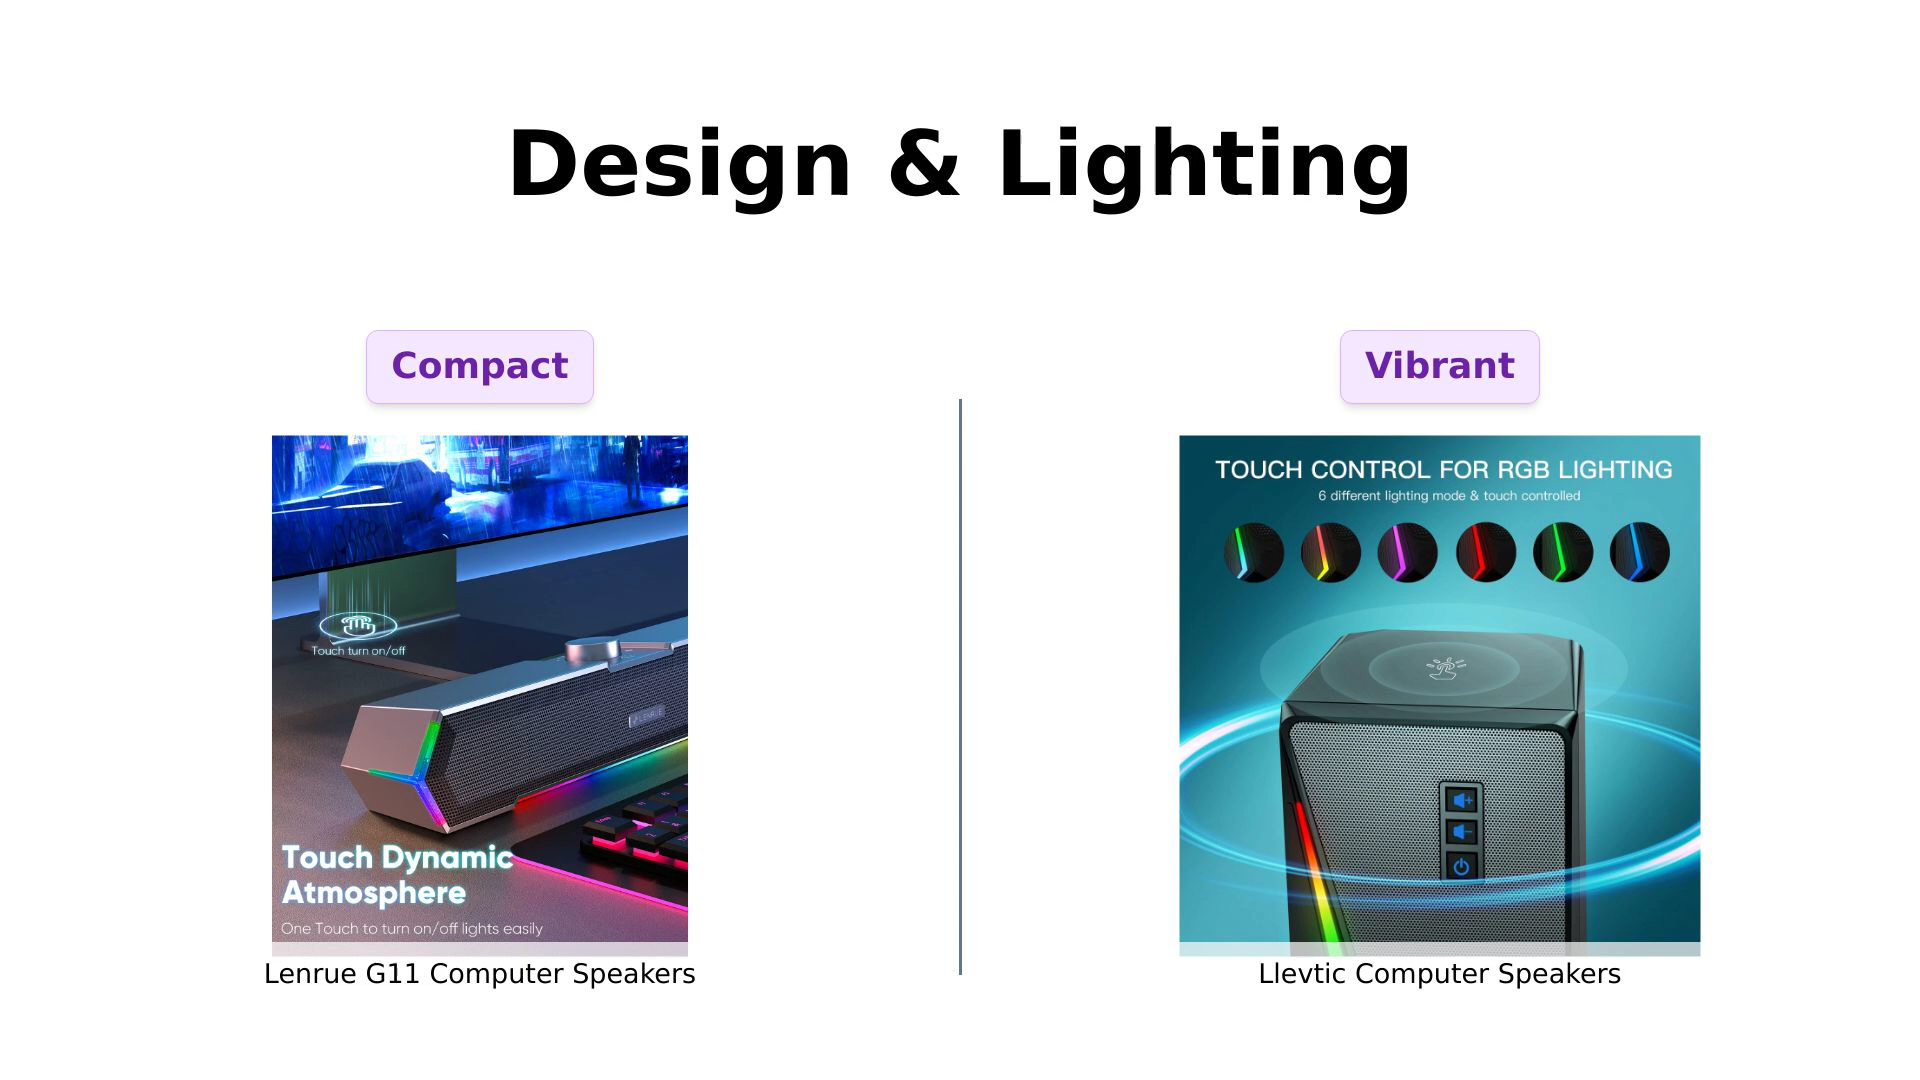 Design & Lighting
Compact
Touch turn on/off
LENRUE
Touch Dynamic
Atmosphere
One Touch to turn on/off lights easily
Lenrue G11 Computer Speakers
Vibrant
TOUCH CONTROL FOR RGB LIGHTING
6 different lighting mode & touch controlled
Llevtic Computer Speakers